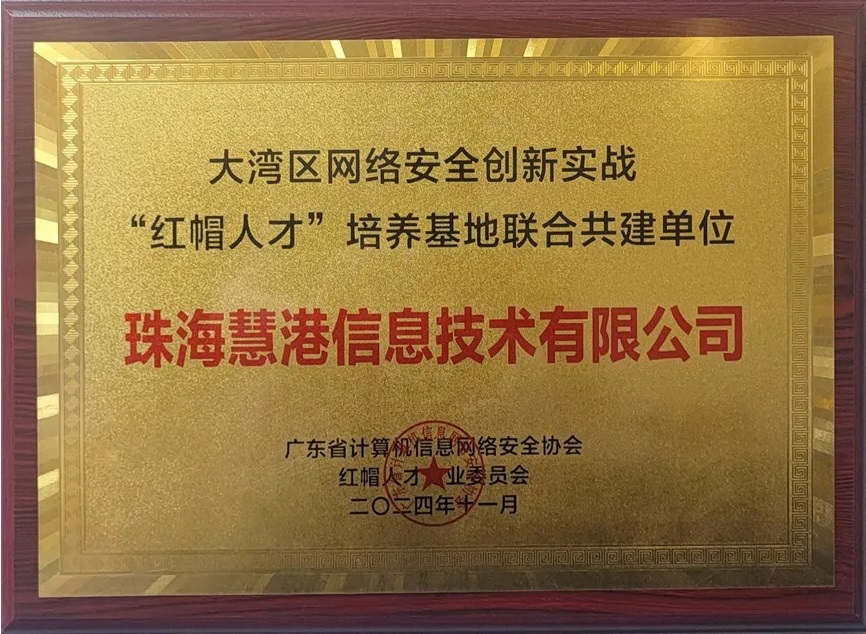 大湾区网络安全创新实战
“红帽人才”培养基地联合共建单位
珠海慧港信息技术有限公司
广东省计算机信息网络安全协会
红帽人才专业委员会
二〇二四年十一月